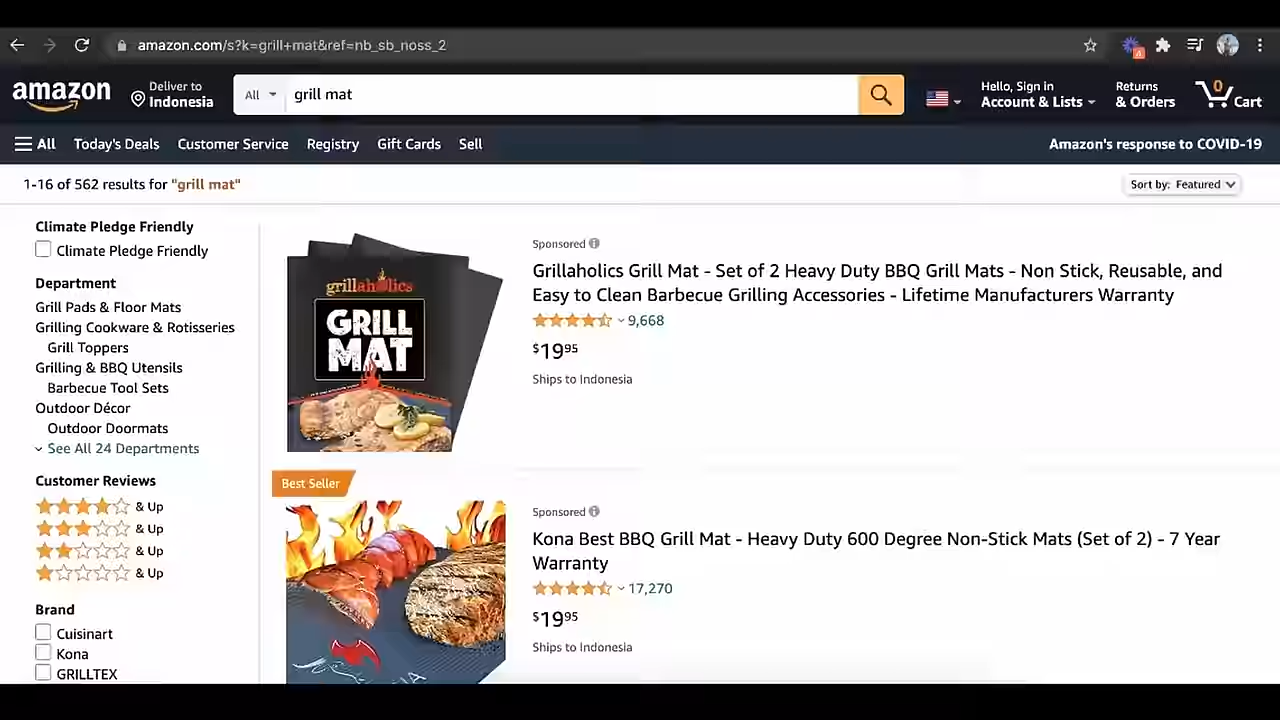 amazon.com/s?k=grill+mat&ref=nb_sb_noss_2
4
amazon
Deliver to
Indonesia
All
grill mat
Hello, Sign in
Account & Lists
Returns
& Orders
0
Cart
All
Today's Deals
Customer Service
Registry
Gift Cards
Sell
Amazon's response to COVID-19
1-16 of 562 results for "grill mat"
Sort by: Featured
Climate Pledge Friendly
Climate Pledge Friendly
Department
Grill Pads & Floor Mats
Grilling Cookware & Rotisseries
Grill Toppers
Grilling & BBQ Utensils
Barbecue Tool Sets
Outdoor Décor
Outdoor Doormats
See All 24 Departments
Customer Reviews
& Up
& Up
& Up
& Up
Brand
Cuisinart
Kona
GRILLTEX
grillaholics
GRILL
MAT
Sponsored
Grillaholics Grill Mat - Set of 2 Heavy Duty BBQ Grill Mats - Non Stick, Reusable, and
Easy to Clean Barbecue Grilling Accessories - Lifetime Manufacturers Warranty
9,668
$1995
Ships to Indonesia
Best Seller
Sponsored
Kona Best BBQ Grill Mat - Heavy Duty 600 Degree Non-Stick Mats (Set of 2) - 7 Year
Warranty
17,270
$1995
Ships to Indonesia